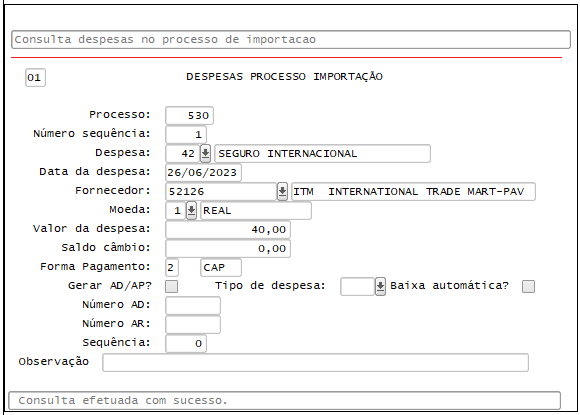 Consulta despesas no processo de importacao
01 DESPESAS PROCESSO IMPORTAÇÃO
Processo: 530
Número sequência: 1
Despesa: 42 SEGURO INTERNACIONAL
Data da despesa: 26/06/2023
Fornecedor: 52126 ITM  INTERNATIONAL TRADE MART-PAV
Moeda: 1 REAL
Valor da despesa: 40,00
Saldo câmbio: 0,00
Forma Pagamento: 2 CAP
Gerar AD/AP? Tipo de despesa: Baixa automática?
Número AD:
Número AR:
Sequência: 0
Observação
Consulta efetuada com sucesso.